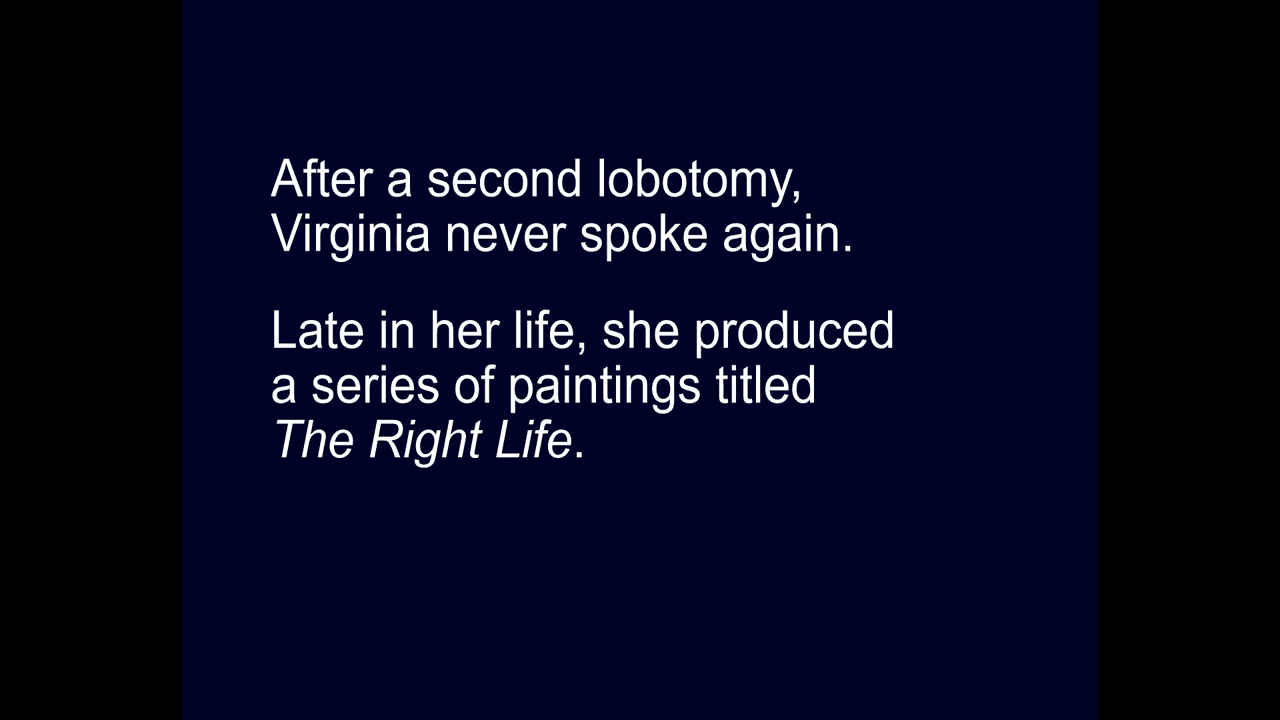 After a second lobotomy,
Virginia never spoke again.
Late in her life, she produced
a series of paintings titled
The Right Life.